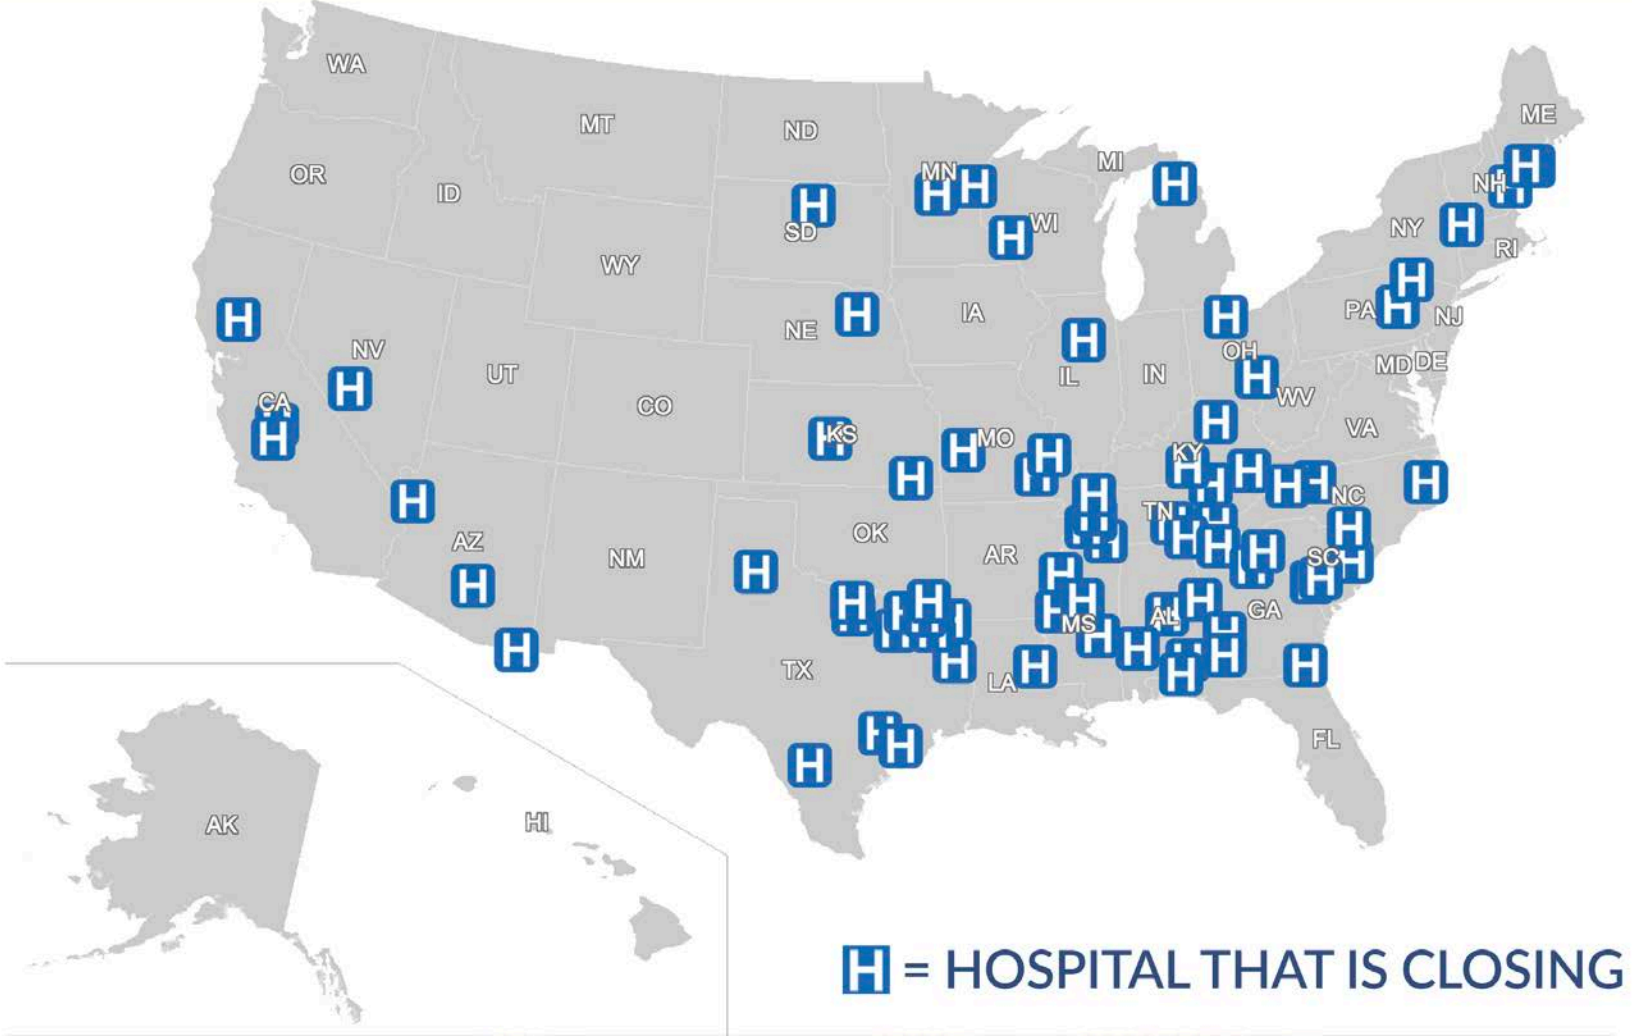 WA
MT
ND
ME
OR
ID
MN
MI
H
H
H
H
NH
H
SD
H
WI
H
NY
H
RI
WY
H
PA
H
NJ
H
NV
NE
H
IA
H
OH
H
UT
IL
IN
MD
DE
H
CO
H
WV
CA
H
KS
H
MO
H
H
H
KY
H
H
VA
H
H
H
H
H
H
NC
H
AZ
NM
OK
AR
H
H
H
TN
H
H
H
H
SC
H
H
H
H
H
H
H
H
H
H
MS
H
H
AL
H
H
GA
H
H
H
TX
H
LA
H
H
H
H
H
H
H
FL
H
H
H
AK
HI
H = HOSPITAL THAT IS CLOSING